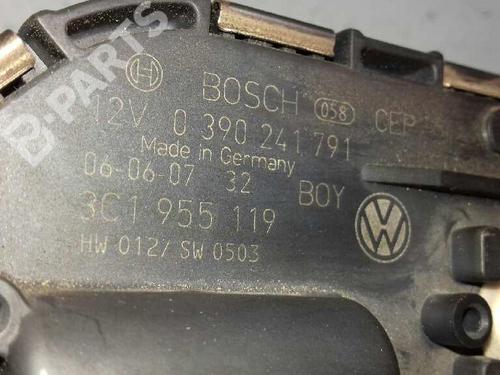 B-PARTS
BOSCH 058 CEP
12V 0 390 241 791
Made in Germany
06-06-07 32 BOY
3C1 955 119
HW 012/ SW 0503